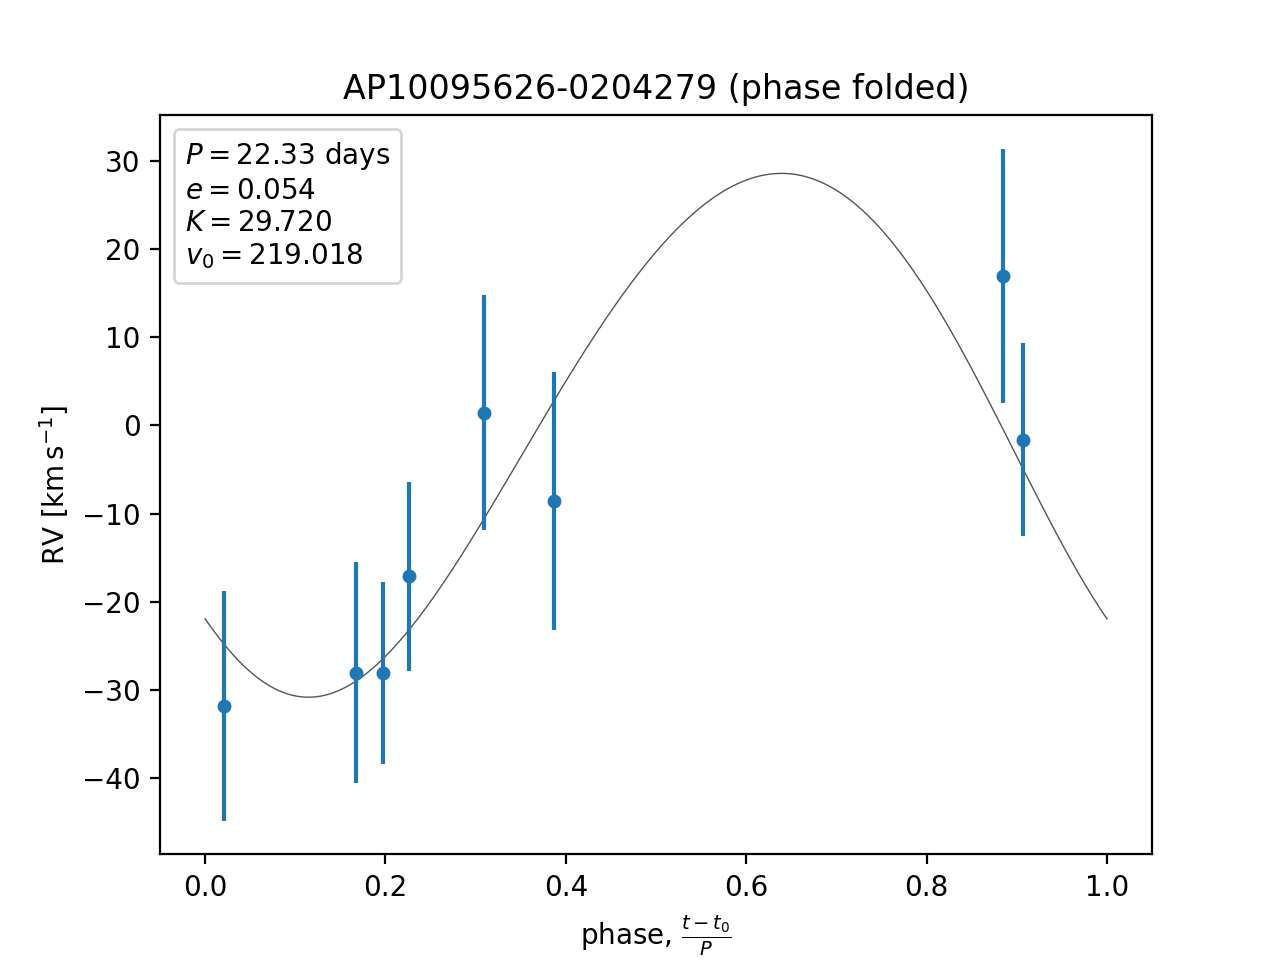 AP10095626-0204279 (phase folded)
P = 22.33 days
e = 0.054
K = 29.720
v₀ = 219.018
30
20
10
0
−10
−20
−30
−40
RV [km s⁻¹]
0.0 0.2 0.4 0.6 0.8 1.0
phase, (t − t₀)/P